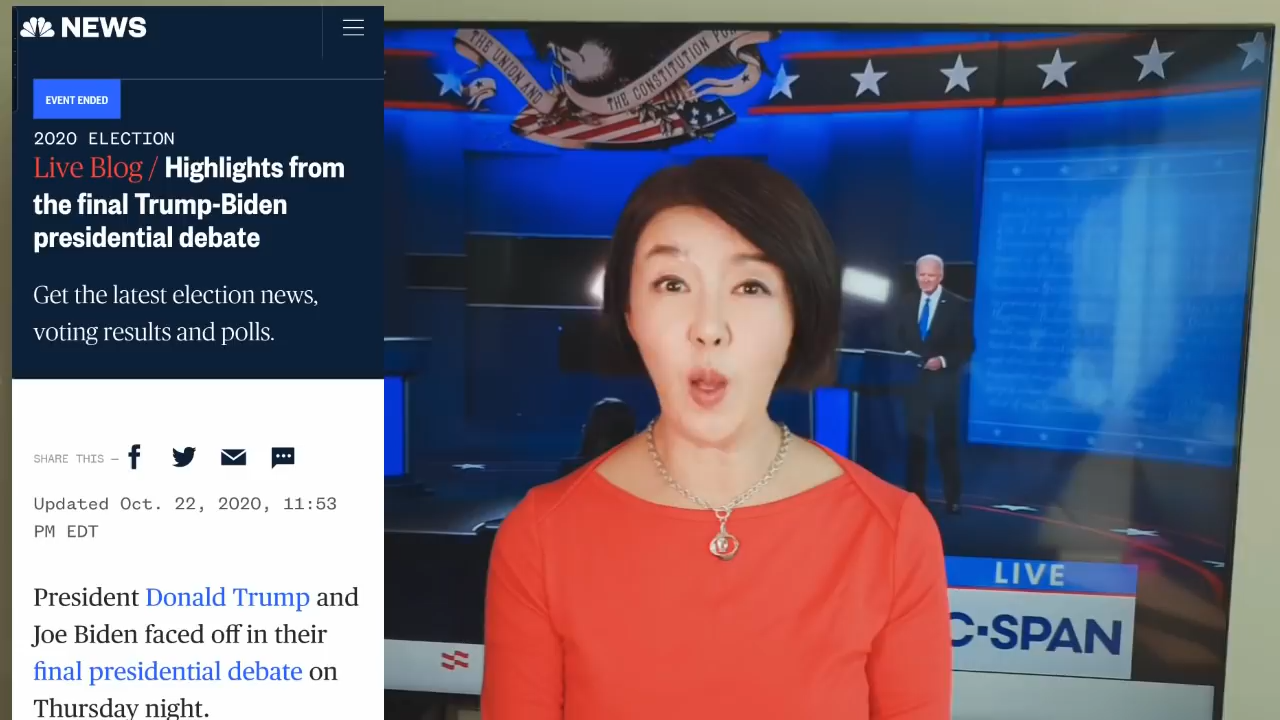 NEWS
EVENT ENDED
2020 ELECTION
Live Blog / Highlights from
the final Trump-Biden
presidential debate
Get the latest election news,
voting results and polls.
SHARE THIS —
Updated Oct. 22, 2020, 11:53
PM EDT
President Donald Trump and
Joe Biden faced off in their
final presidential debate on
Thursday night.
THE UNION AND
THE CONSTITUTION FOR
LIVE
C-SPAN